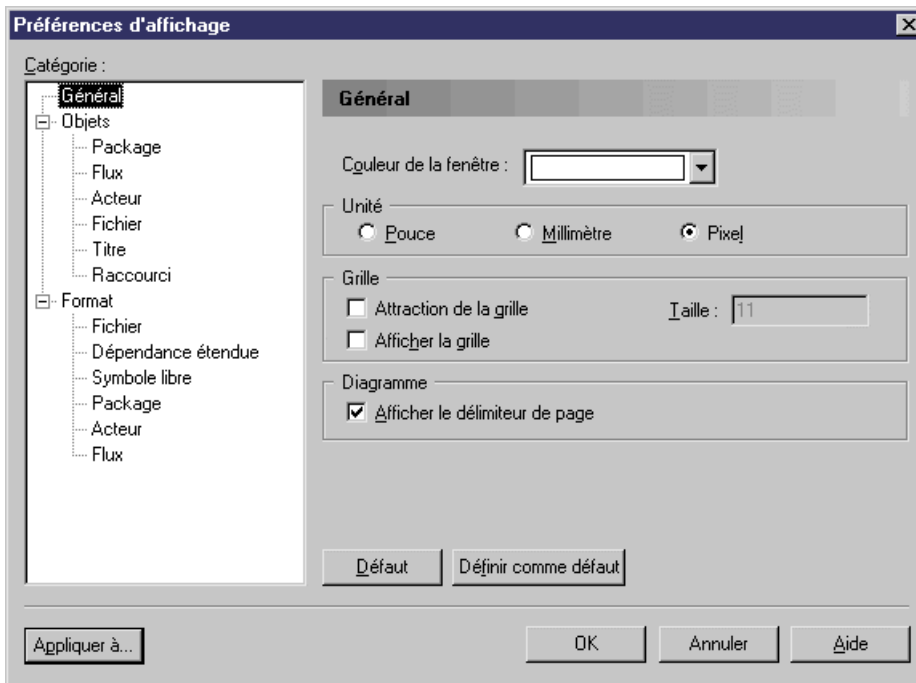 Préférences d'affichage
Catégorie :
Général
Objets
Package
Flux
Acteur
Fichier
Titre
Raccourci
Format
Fichier
Dépendance étendue
Symbole libre
Package
Acteur
Flux
Général
Couleur de la fenêtre :
Unité
Pouce Millimètre Pixel
Grille
Attraction de la grille Taille : 11
Afficher la grille
Diagramme
Afficher le délimiteur de page
Défaut Définir comme défaut
Appliquer à... OK Annuler Aide